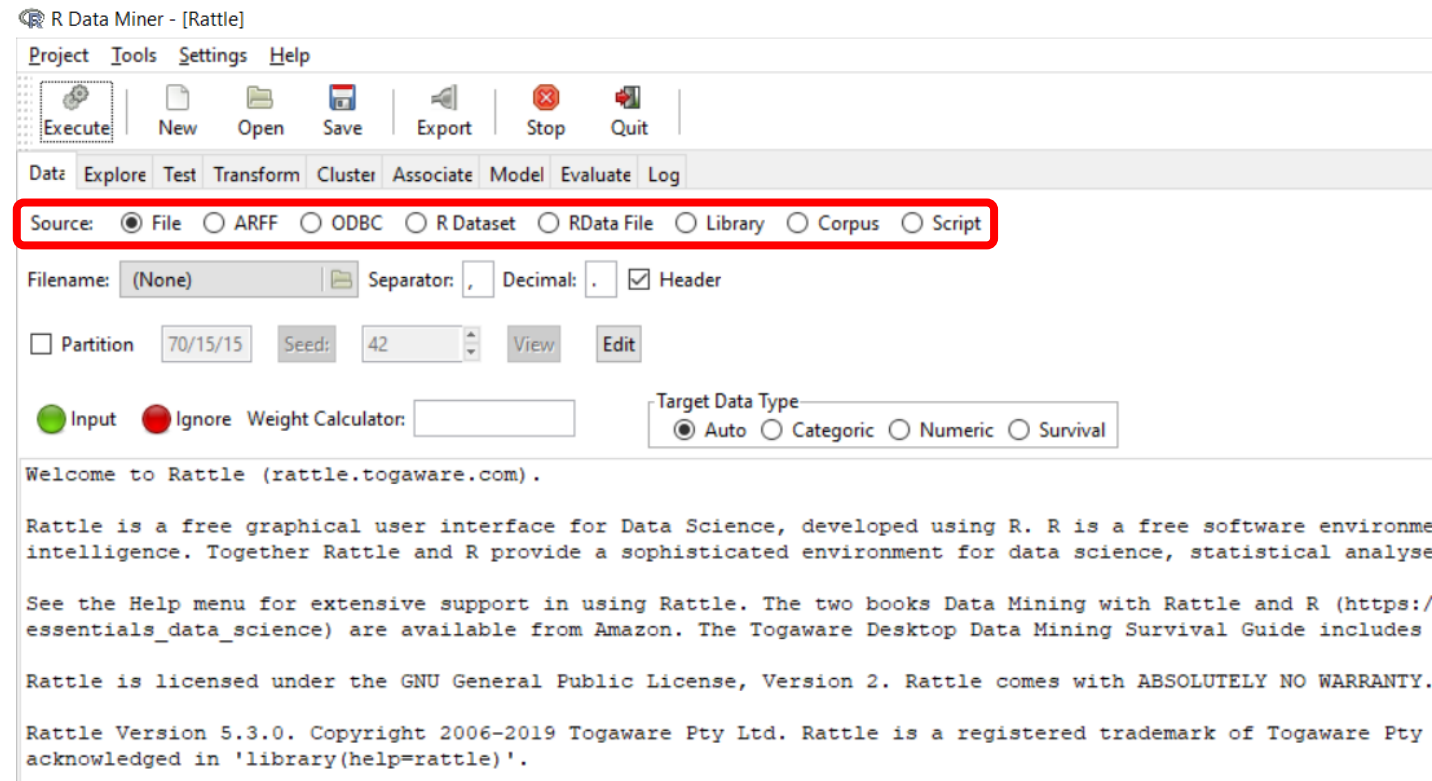 R Data Miner - [Rattle]
Project Tools Settings Help
Execute New Open Save Export Stop Quit
Data Explore Test Transform Cluster Associate Model Evaluate Log
Source: File ARFF ODBC R Dataset RData File Library Corpus Script
Filename: (None) Separator: , Decimal: . Header
Partition 70/15/15 Seed: 42 View Edit
Target Data Type
Input Ignore Weight Calculator: Auto Categoric Numeric Survival
Welcome to Rattle (rattle.togaware.com).
Rattle is a free graphical user interface for Data Science, developed using R. R is a free software environme
intelligence. Together Rattle and R provide a sophisticated environment for data science, statistical analyse
See the Help menu for extensive support in using Rattle. The two books Data Mining with Rattle and R (https:/
essentials_data_science) are available from Amazon. The Togaware Desktop Data Mining Survival Guide includes
Rattle is licensed under the GNU General Public License, Version 2. Rattle comes with ABSOLUTELY NO WARRANTY.
Rattle Version 5.3.0. Copyright 2006-2019 Togaware Pty Ltd. Rattle is a registered trademark of Togaware Pty
acknowledged in 'library(help=rattle)'.